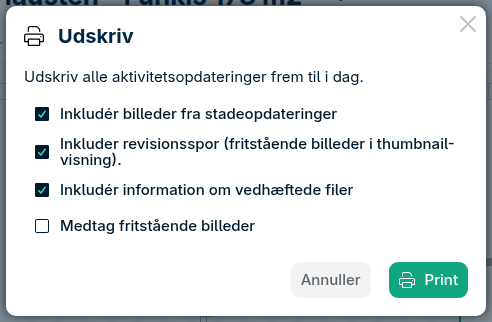 Udskriv
Udskriv alle aktivitetsopdateringer frem til i dag.
Inkludér billeder fra stadeopdateringer
Inkluder revisionsspor (fritstående billeder i thumbnail-
visning).
Inkludér information om vedhæftede filer
Medtag fritstående billeder
Annuller
Print